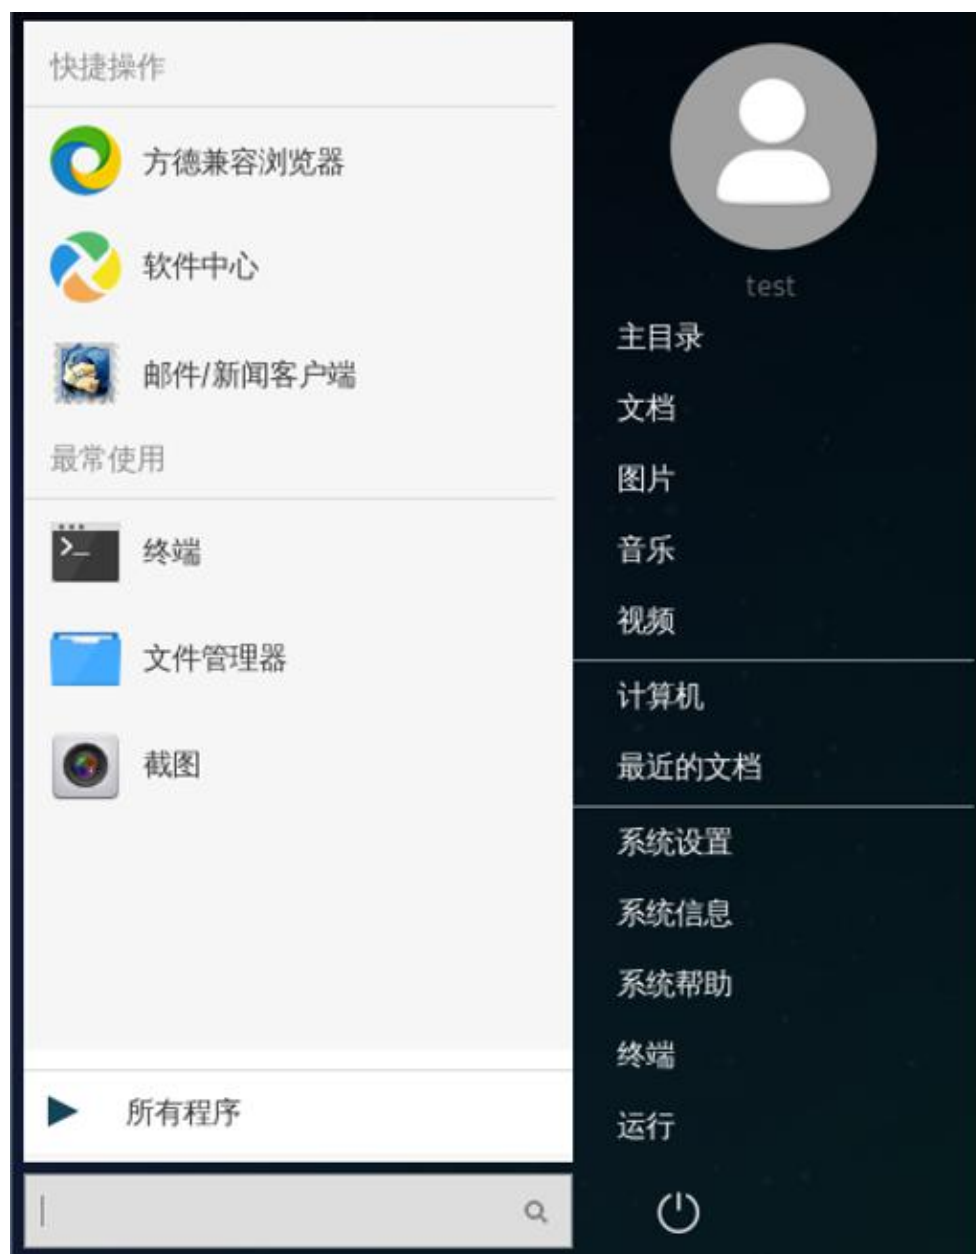 快捷操作
方德兼容浏览器
软件中心
邮件/新闻客户端
最常使用
终端
文件管理器
截图
所有程序
test
主目录
文档
图片
音乐
视频
计算机
最近的文档
系统设置
系统信息
系统帮助
终端
运行